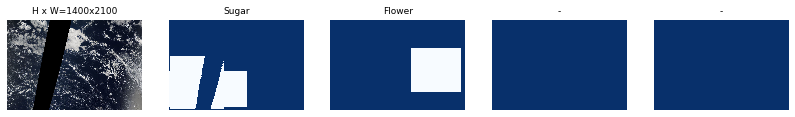 H x W=1400x2100
Sugar
Flower
-
-